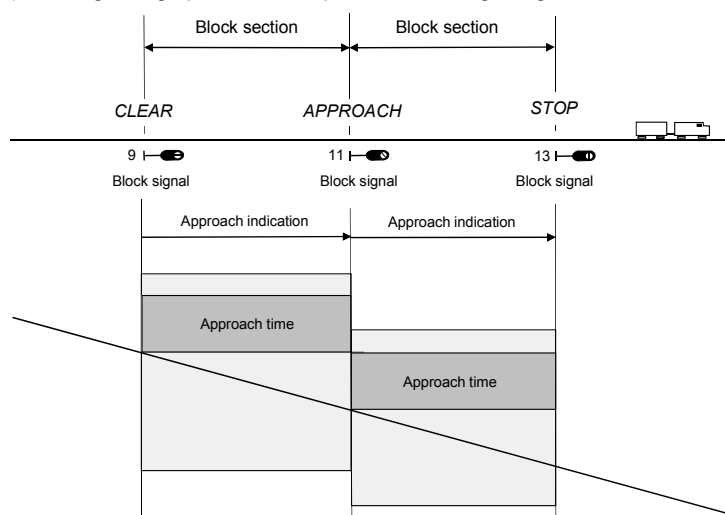 Block section Block section
CLEAR APPROACH STOP
9 11 13
Block signal Block signal Block signal
Approach indication Approach indication
Approach time
Approach time